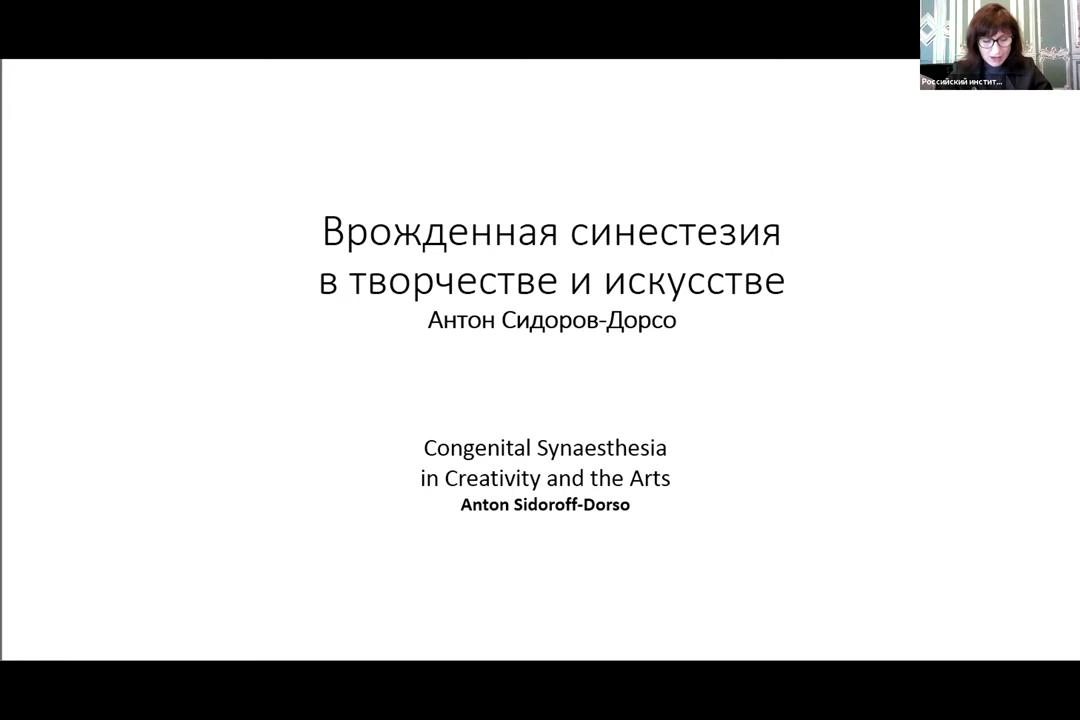 Российский инстит...
Врожденная синестезия
в творчестве и искусстве
Антон Сидоров-Дорсо
Congenital Synaesthesia
in Creativity and the Arts
Anton Sidoroff-Dorso